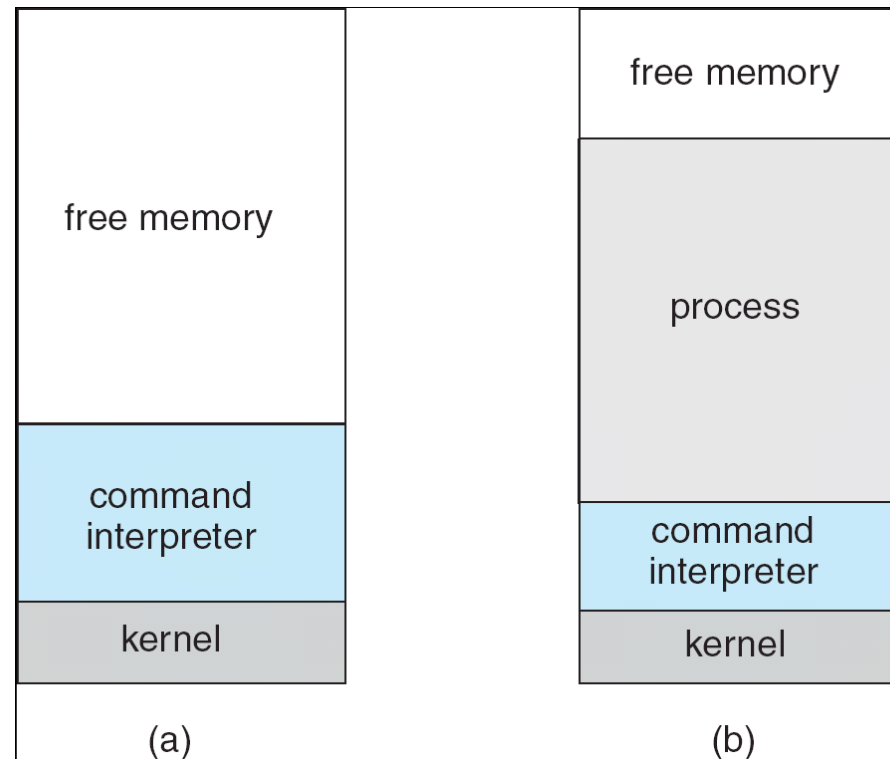 free memory
command
interpreter
kernel
(a)
free memory
process
command
interpreter
kernel
(b)